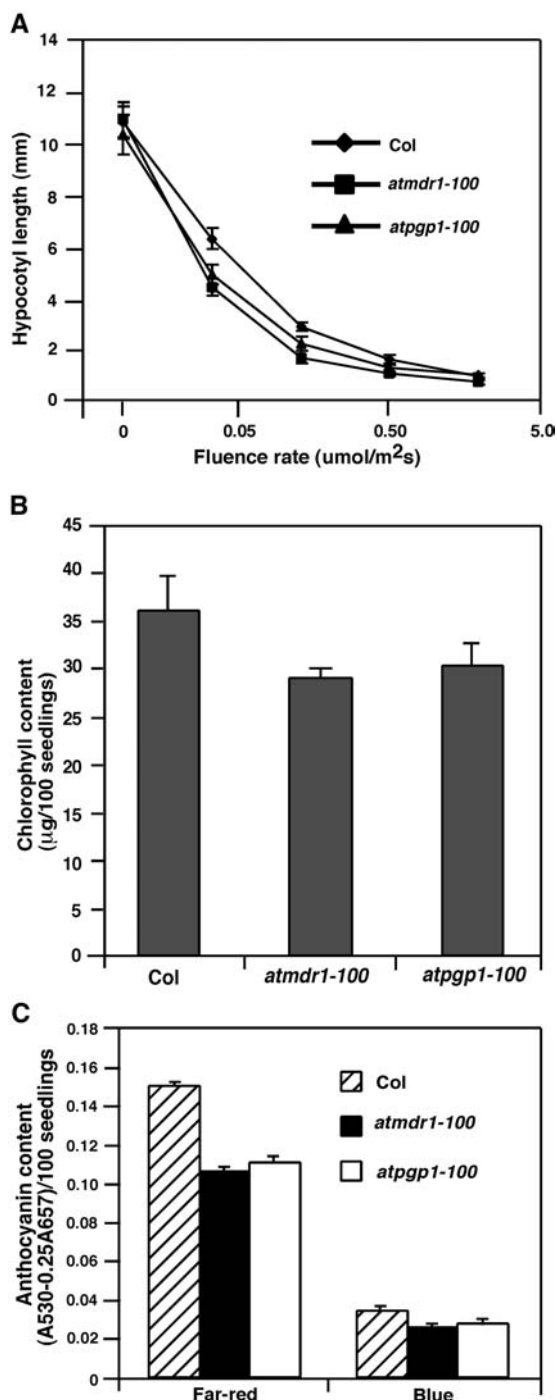 A
14
12
10
8
6
4
2
0
Hypocotyl length (mm)
Col
atmdr1-100
atpgp1-100
0 0.05 0.50 5.0
Fluence rate (umol/m2s)
B
45
40
35
30
25
20
15
10
5
0
Chlorophyll content
(µg/100 seedlings)
Col atmdr1-100 atpgp1-100
C
0.18
0.16
0.14
0.12
0.10
0.08
0.06
0.04
0.02
0
Anthocyanin content
(A530-0.25A657)/100 seedlings
Col
atmdr1-100
atpgp1-100
Far-red Blue